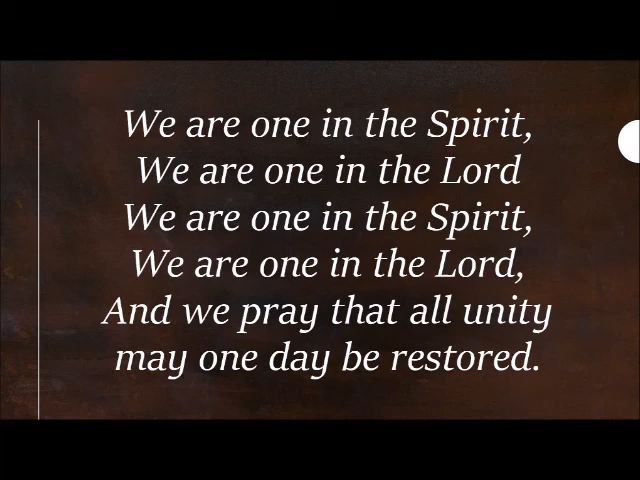 We are one in the Spirit,
We are one in the Lord
We are one in the Spirit,
We are one in the Lord,
And we pray that all unity
may one day be restored.